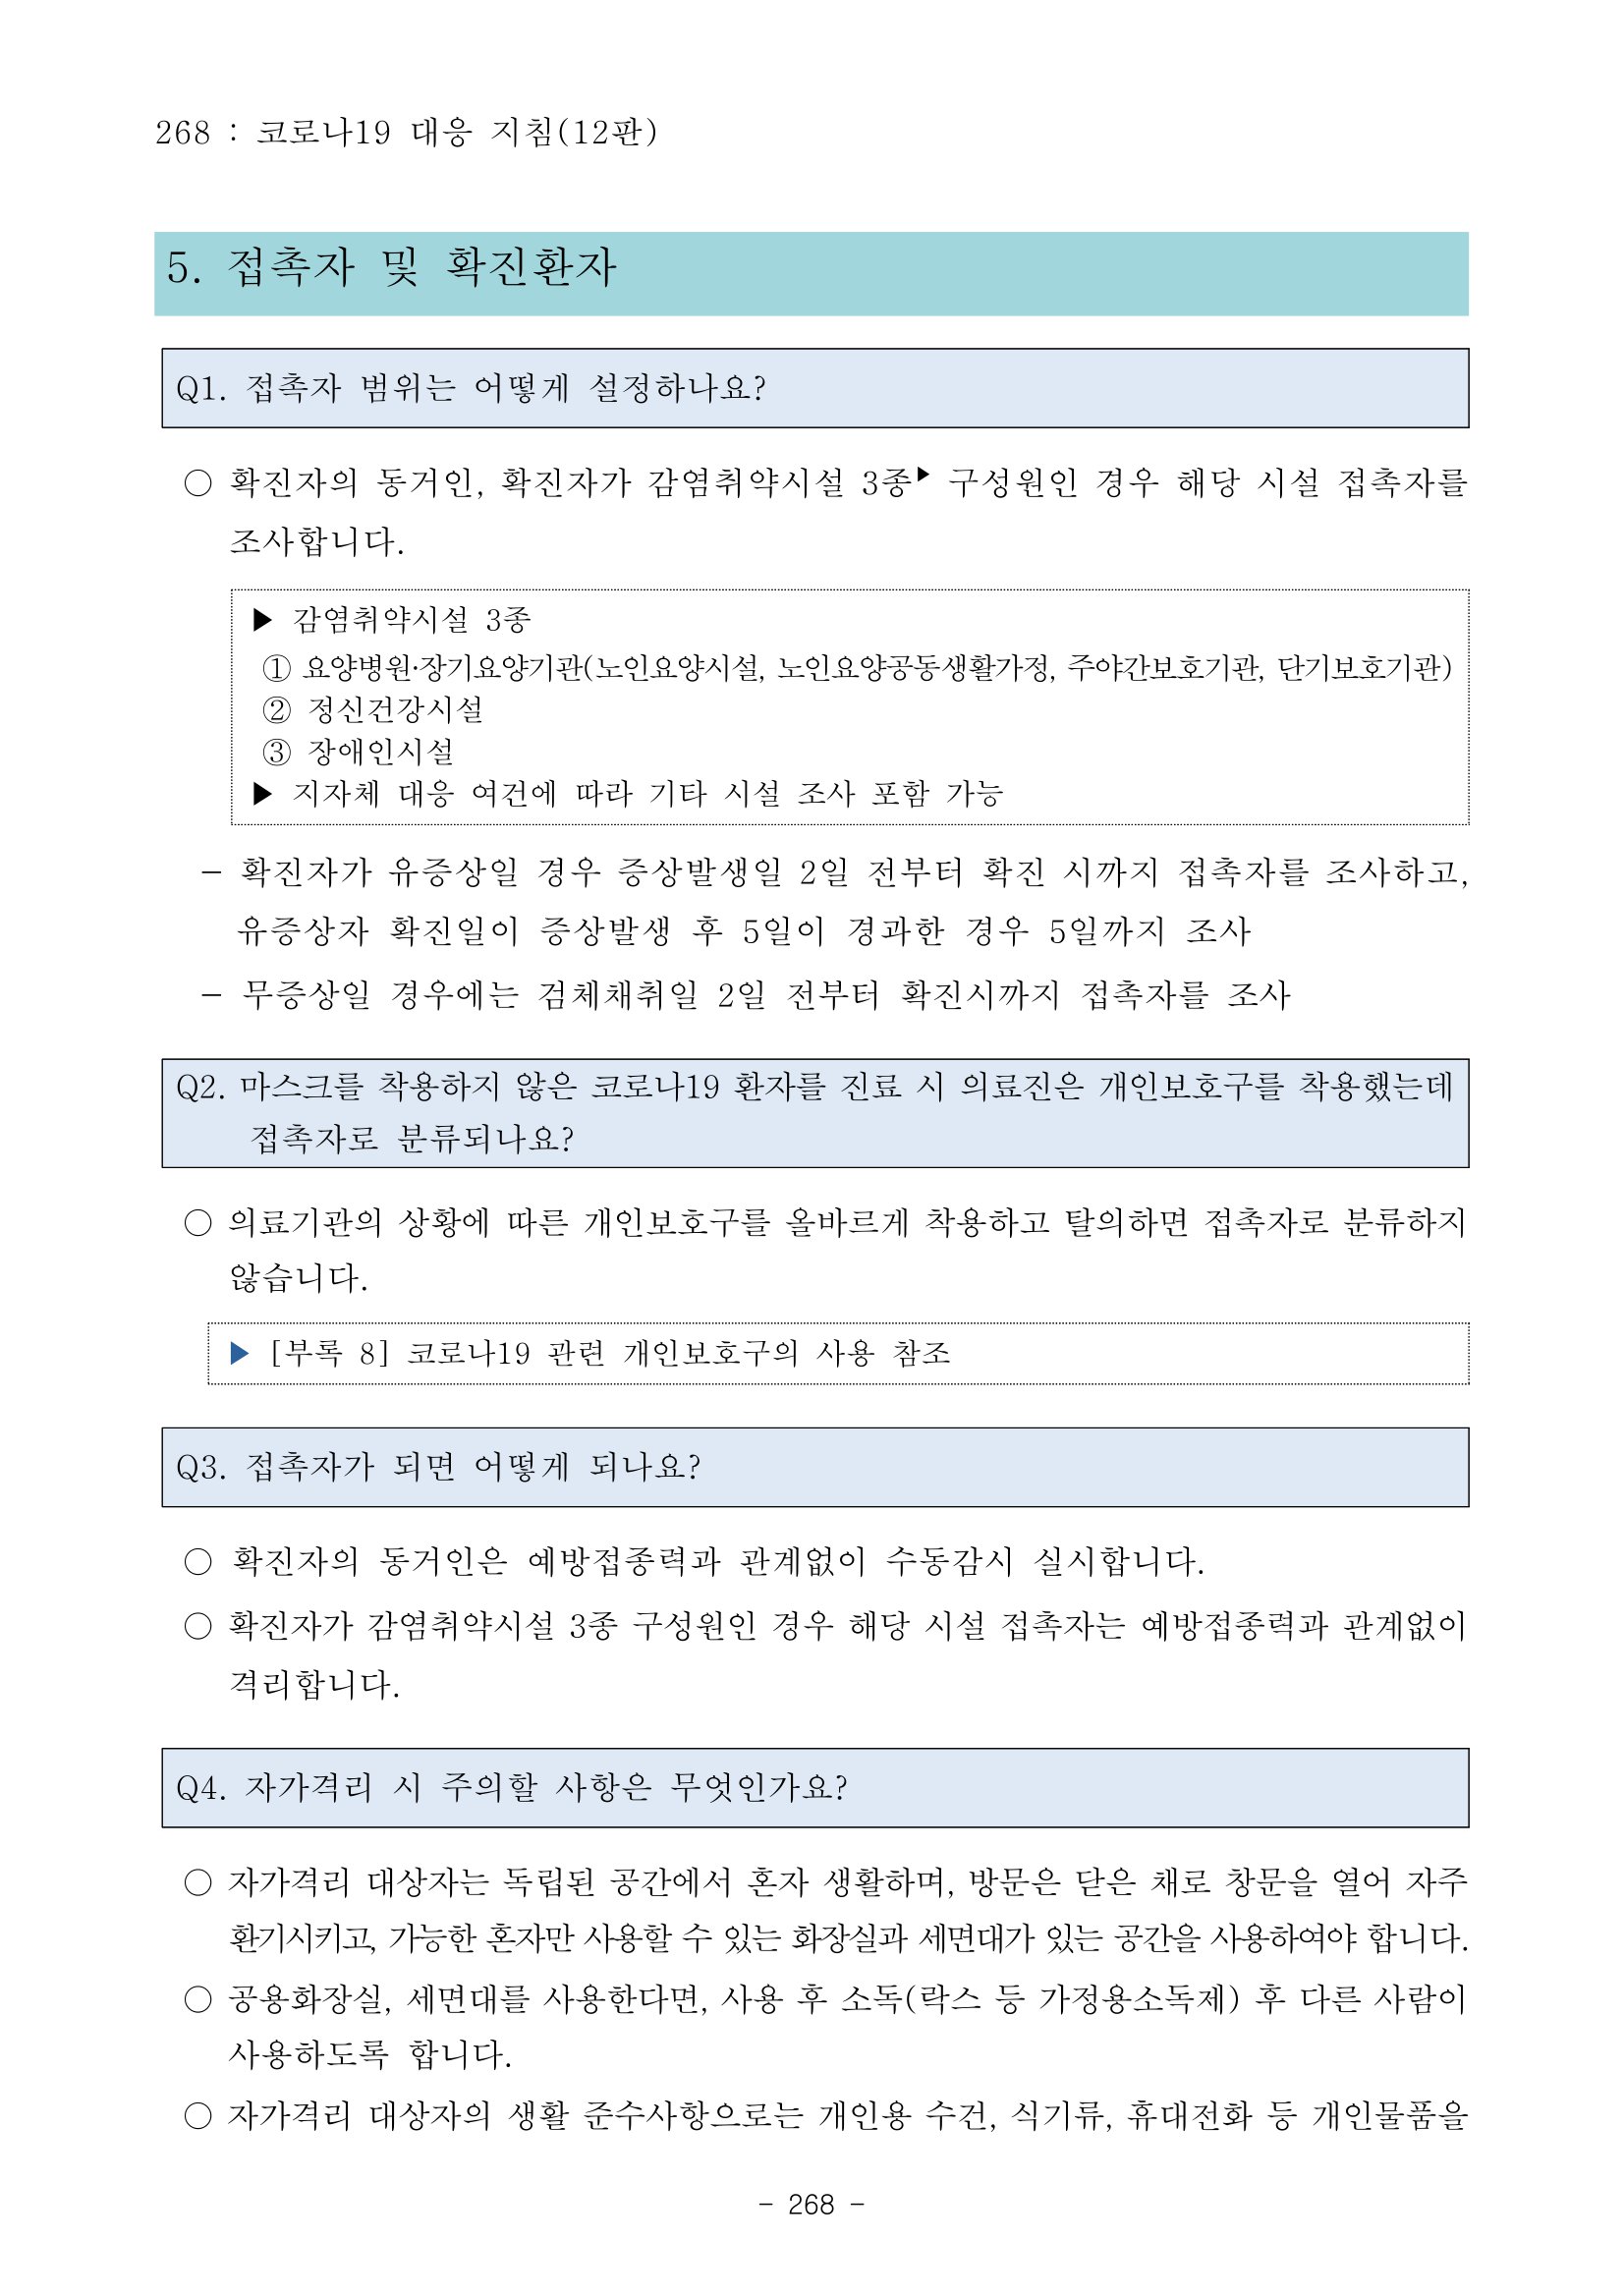 268 : 코로나19 대응 지침(12판)
5. 접촉자 및 확진환자
Q1. 접촉자 범위는 어떻게 설정하나요?
○ 확진자의 동거인, 확진자가 감염취약시설 3종▶ 구성원인 경우 해당 시설 접촉자를
조사합니다.
▶ 감염취약시설 3종
① 요양병원·장기요양기관(노인요양시설, 노인요양공동생활가정, 주야간보호기관, 단기보호기관)
② 정신건강시설
③ 장애인시설
▶ 지자체 대응 여건에 따라 기타 시설 조사 포함 가능
- 확진자가 유증상일 경우 증상발생일 2일 전부터 확진 시까지 접촉자를 조사하고,
유증상자 확진일이 증상발생 후 5일이 경과한 경우 5일까지 조사
- 무증상일 경우에는 검체채취일 2일 전부터 확진시까지 접촉자를 조사
Q2. 마스크를 착용하지 않은 코로나19 환자를 진료 시 의료진은 개인보호구를 착용했는데
접촉자로 분류되나요?
○ 의료기관의 상황에 따른 개인보호구를 올바르게 착용하고 탈의하면 접촉자로 분류하지
않습니다.
▶ [부록 8] 코로나19 관련 개인보호구의 사용 참조
Q3. 접촉자가 되면 어떻게 되나요?
○ 확진자의 동거인은 예방접종력과 관계없이 수동감시 실시합니다.
○ 확진자가 감염취약시설 3종 구성원인 경우 해당 시설 접촉자는 예방접종력과 관계없이
격리합니다.
Q4. 자가격리 시 주의할 사항은 무엇인가요?
○ 자가격리 대상자는 독립된 공간에서 혼자 생활하며, 방문은 닫은 채로 창문을 열어 자주
환기시키고, 가능한 혼자만 사용할 수 있는 화장실과 세면대가 있는 공간을 사용하여야 합니다.
○ 공용화장실, 세면대를 사용한다면, 사용 후 소독(락스 등 가정용소독제) 후 다른 사람이
사용하도록 합니다.
○ 자가격리 대상자의 생활 준수사항으로는 개인용 수건, 식기류, 휴대전화 등 개인물품을
- 268 -